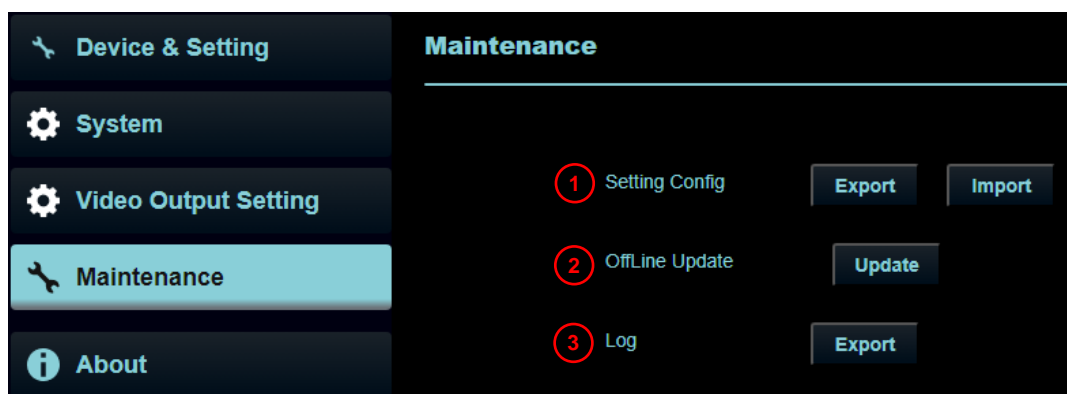 Device & Setting
System
Video Output Setting
Maintenance
About
Maintenance
1 Setting Config Export Import
2 OffLine Update Update
3 Log Export